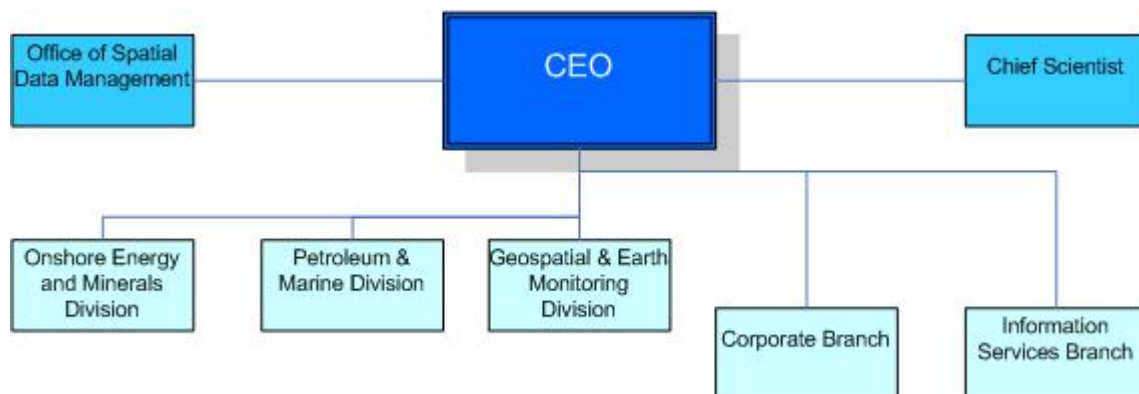 Office of Spatial
Data Management
CEO
Chief Scientist
Onshore Energy
and Minerals
Division
Petroleum &
Marine Division
Geospatial & Earth
Monitoring
Division
Corporate Branch
Information
Services Branch